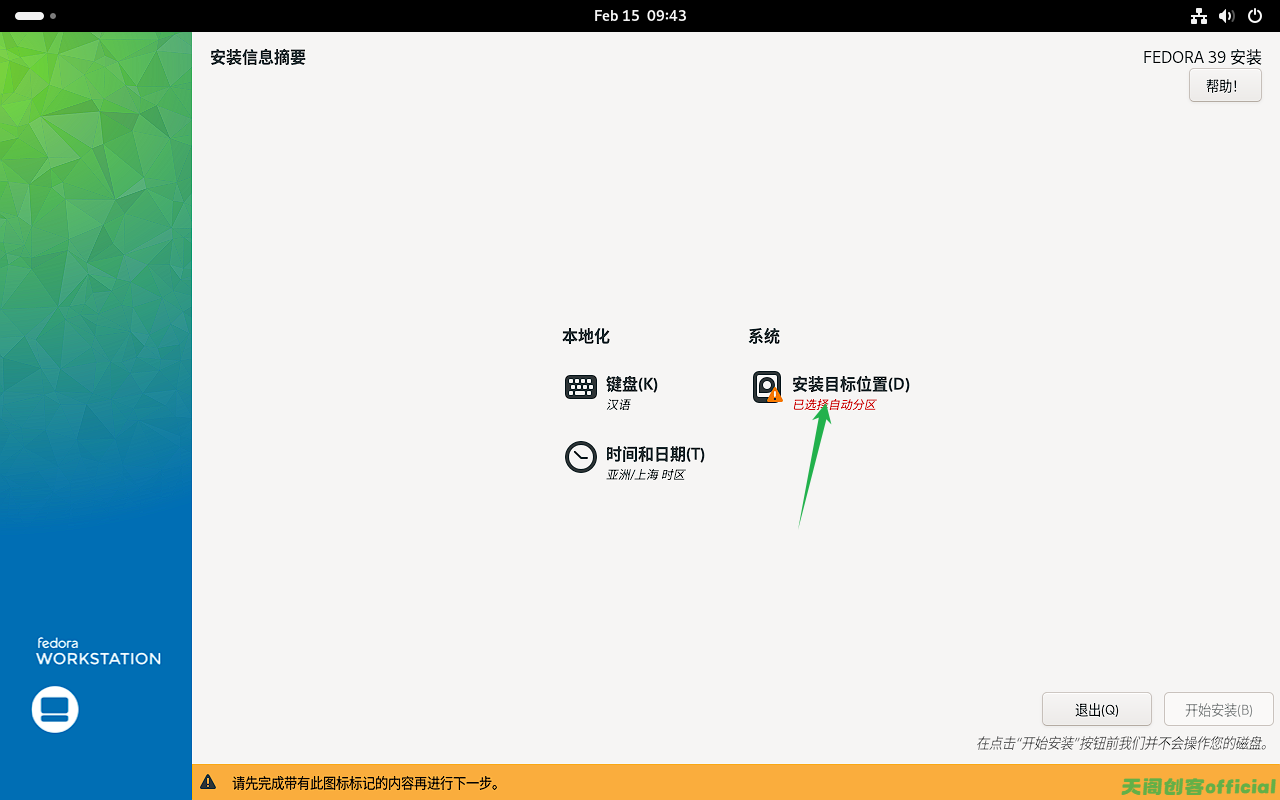 Feb 15 09:43
安装信息摘要
FEDORA 39 安装
帮助!
本地化
系统
键盘(K)
汉语
安装目标位置(D)
已选择自动分区
时间和日期(T)
亚洲/上海 时区
fedora
WORKSTATION
退出(Q)
开始安装(B)
在点击“开始安装”按钮前我们并不会操作您的磁盘。
请先完成带有此图标标记的内容再进行下一步。
天阁创客official